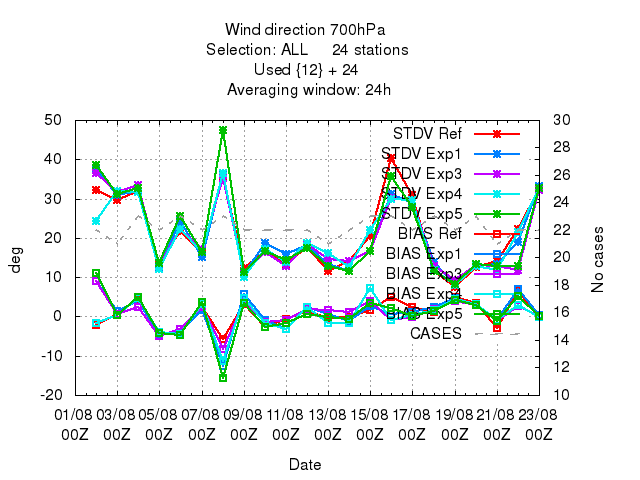 Wind direction 700hPa
Selection: ALL 24 stations
Used {12} + 24
Averaging window: 24h
50
40
30
20
10
0
-10
-20
deg
30
28
26
24
22
20
18
16
14
12
10
No cases
STDV Ref
STDV Exp1
STDV Exp3
STDV Exp4
STDV Exp5
BIAS Ref
BIAS Exp1
BIAS Exp3
BIAS Exp4
BIAS Exp5
CASES
01/08 03/08 05/08 07/08 09/08 11/08 13/08 15/08 17/08 19/08 21/08 23/08
00Z 00Z 00Z 00Z 00Z 00Z 00Z 00Z 00Z 00Z 00Z 00Z
Date